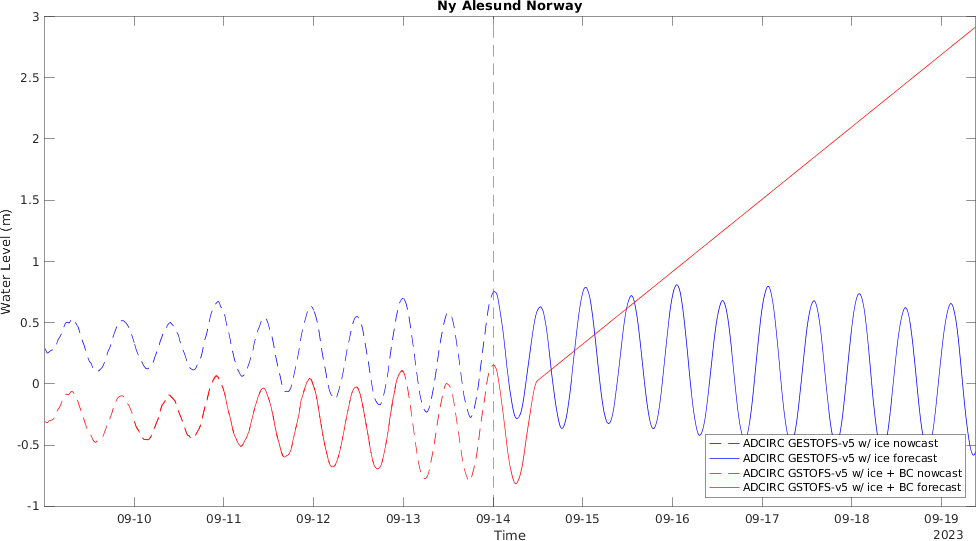 Ny Alesund Norway
3
2.5
2
1.5
1
0.5
0
-0.5
-1
Water Level (m)
ADCIRC GESTOFS-v5 w/ ice nowcast
ADCIRC GESTOFS-v5 w/ ice forecast
ADCIRC GSTOFS-v5 w/ ice + BC nowcast
ADCIRC GSTOFS-v5 w/ ice + BC forecast
09-10 09-11 09-12 09-13 09-14 09-15 09-16 09-17 09-18 09-19
Time
2023